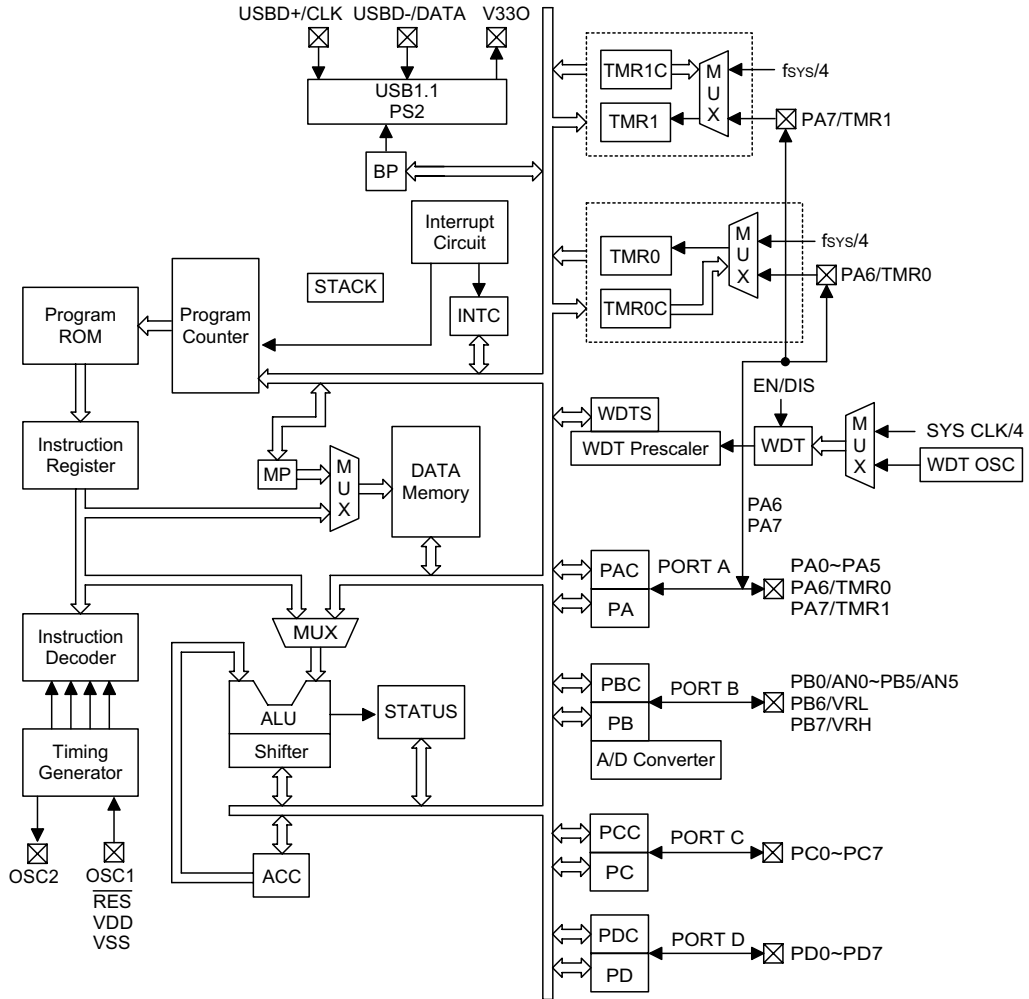 USBD+/CLK USBD-/DATA V33O
USB1.1
PS2
BP
Interrupt
Circuit
STACK
INTC
Program
ROM
Program
Counter
Instruction
Register
MP
MUX
DATA
Memory
Instruction
Decoder
MUX
ALU
Shifter
STATUS
Timing
Generator
ACC
OSC2
OSC1
RES
VDD
VSS
TMR1C
TMR1
MUX
fSYS/4
PA7/TMR1
TMR0
TMR0C
MUX
fSYS/4
PA6/TMR0
EN/DIS
WDTS
WDT Prescaler
WDT
MUX
SYS CLK/4
WDT OSC
PA6
PA7
PAC
PA
PORT A
PA0~PA5
PA6/TMR0
PA7/TMR1
PBC
PB
PORT B
A/D Converter
PB0/AN0~PB5/AN5
PB6/VRL
PB7/VRH
PCC
PC
PORT C
PC0~PC7
PDC
PD
PORT D
PD0~PD7